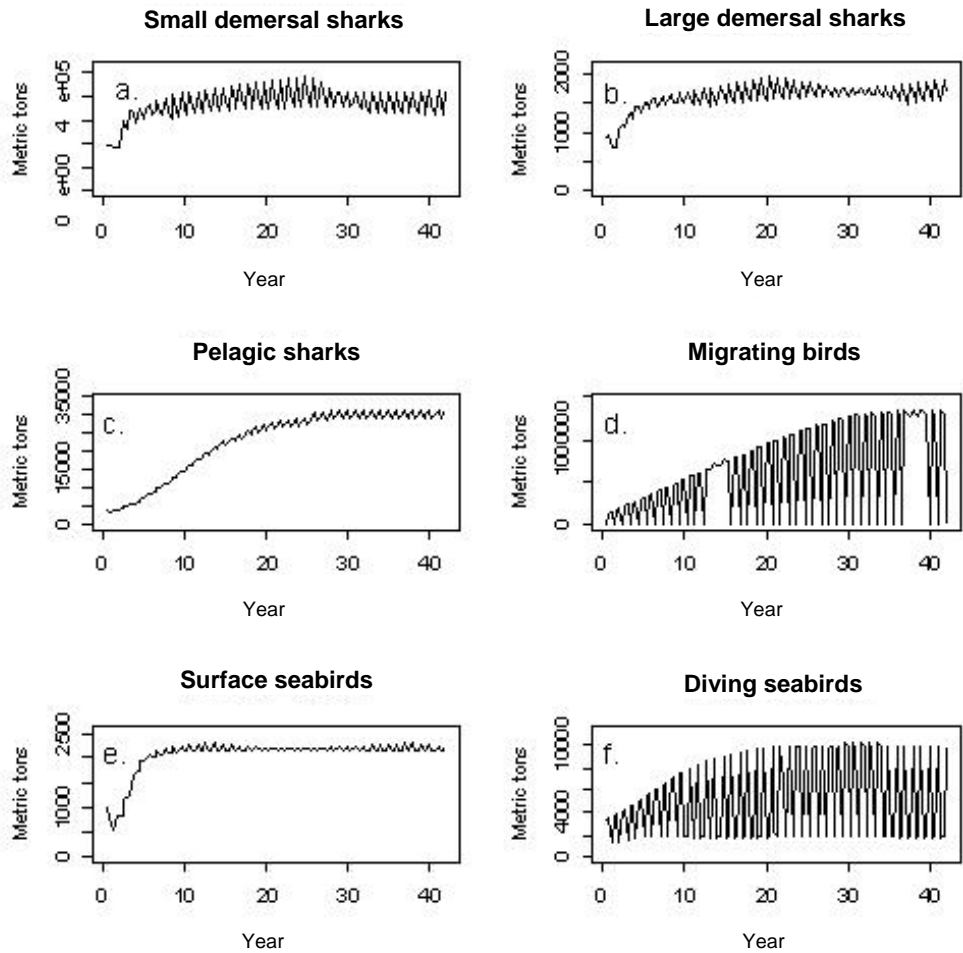 Small demersal sharks
Large demersal sharks
Metric tons
0 e+00 4 e+05
a.
0 10 20 30 40
Year
Metric tons
0 1000 2000
b.
0 10 20 30 40
Year
Pelagic sharks
Migrating birds
Metric tons
0 15000 35000
c.
0 10 20 30 40
Year
Metric tons
0 1000000
d.
0 10 20 30 40
Year
Surface seabirds
Diving seabirds
Metric tons
0 1000 2500
e.
0 10 20 30 40
Year
Metric tons
0 4000 10000
f.
0 10 20 30 40
Year